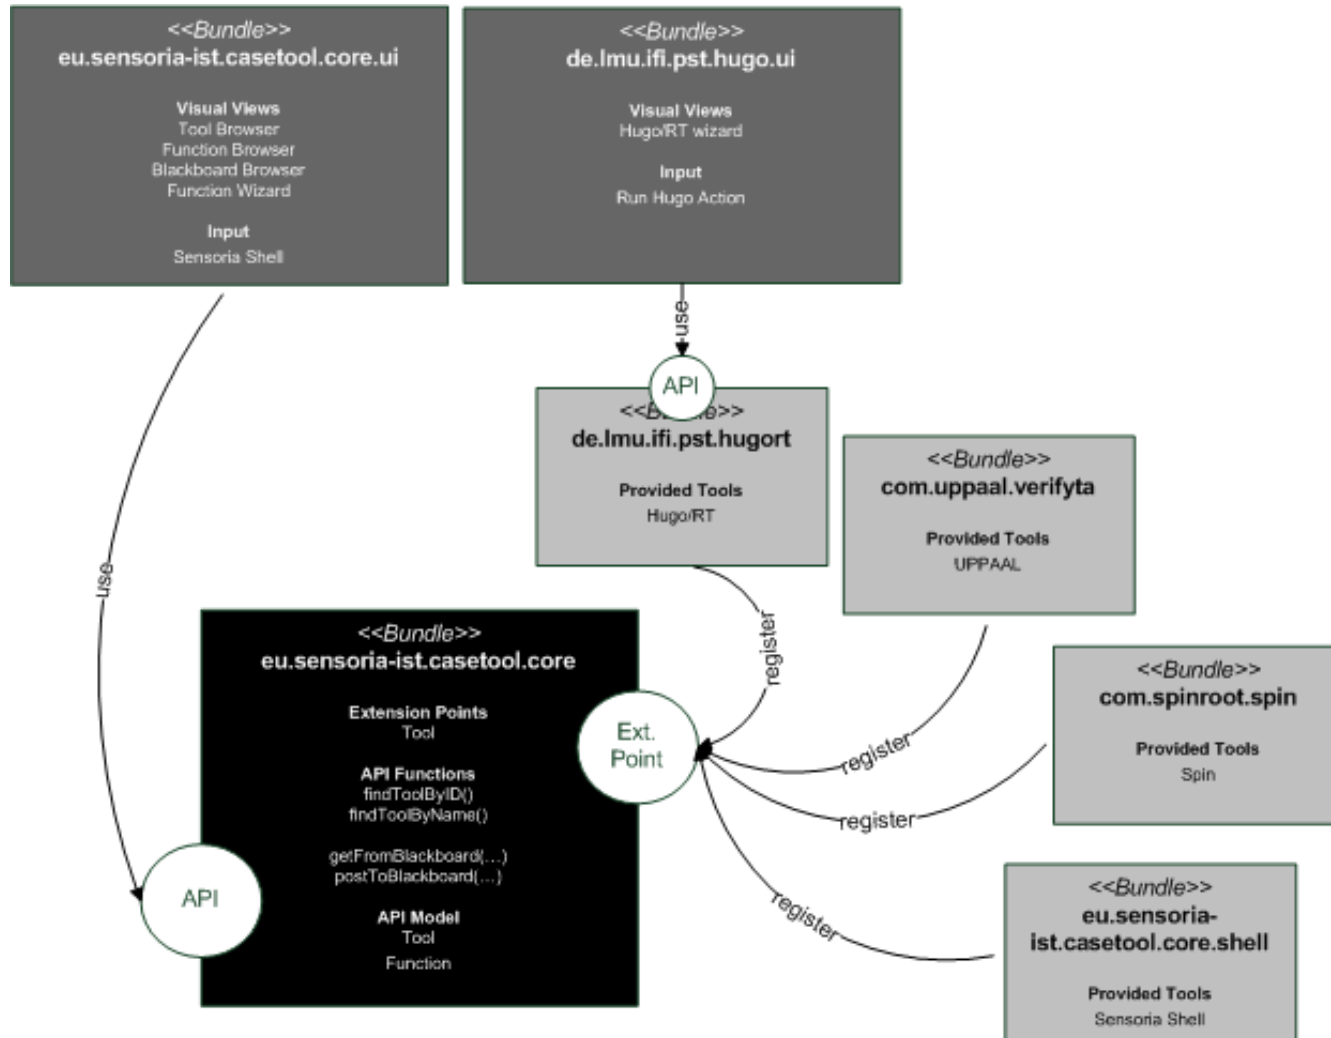 <<Bundle>>
eu.sensoria-ist.casetool.core.ui
Visual Views
Tool Browser
Function Browser
Blackboard Browser
Function Wizard
Input
Sensoria Shell
<<Bundle>>
de.lmu.ifi.pst.hugo.ui
Visual Views
Hugo/RT wizard
Input
Run Hugo Action
use
API
<<Bundle>>
de.lmu.ifi.pst.hugort
Provided Tools
Hugo/RT
<<Bundle>>
com.uppaal.verifyta
Provided Tools
UPPAAL
use
register
<<Bundle>>
eu.sensoria-ist.casetool.core
Extension Points
Tool
API Functions
findToolByID()
findToolByName()
getFromBlackboard(...)
postToBlackboard(...)
API Model
Tool
Function
API
Ext.
Point
register
register
register
<<Bundle>>
com.spinroot.spin
Provided Tools
Spin
<<Bundle>>
eu.sensoria-
ist.casetool.core.shell
Provided Tools
Sensoria Shell